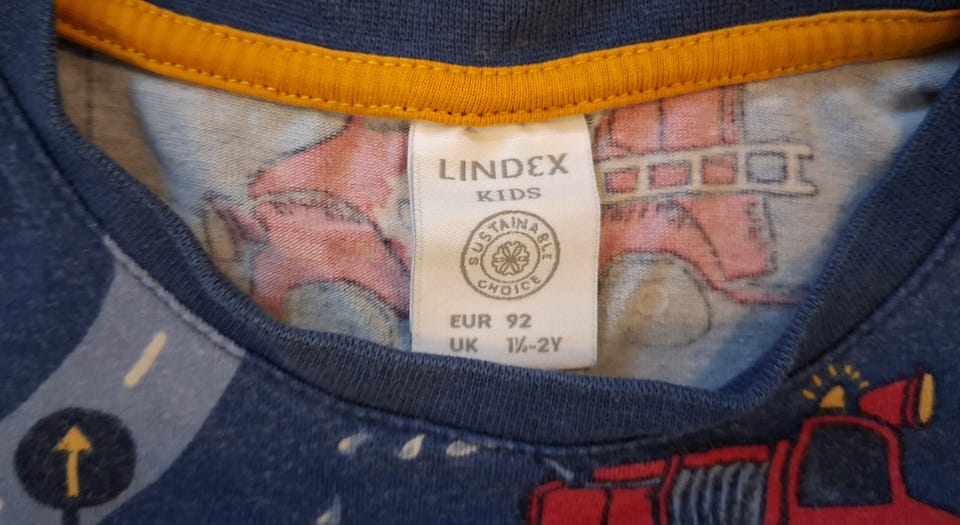 LINDEX
KIDS
SUSTAINABLE
CHOICE
EUR 92
UK 1½-2Y